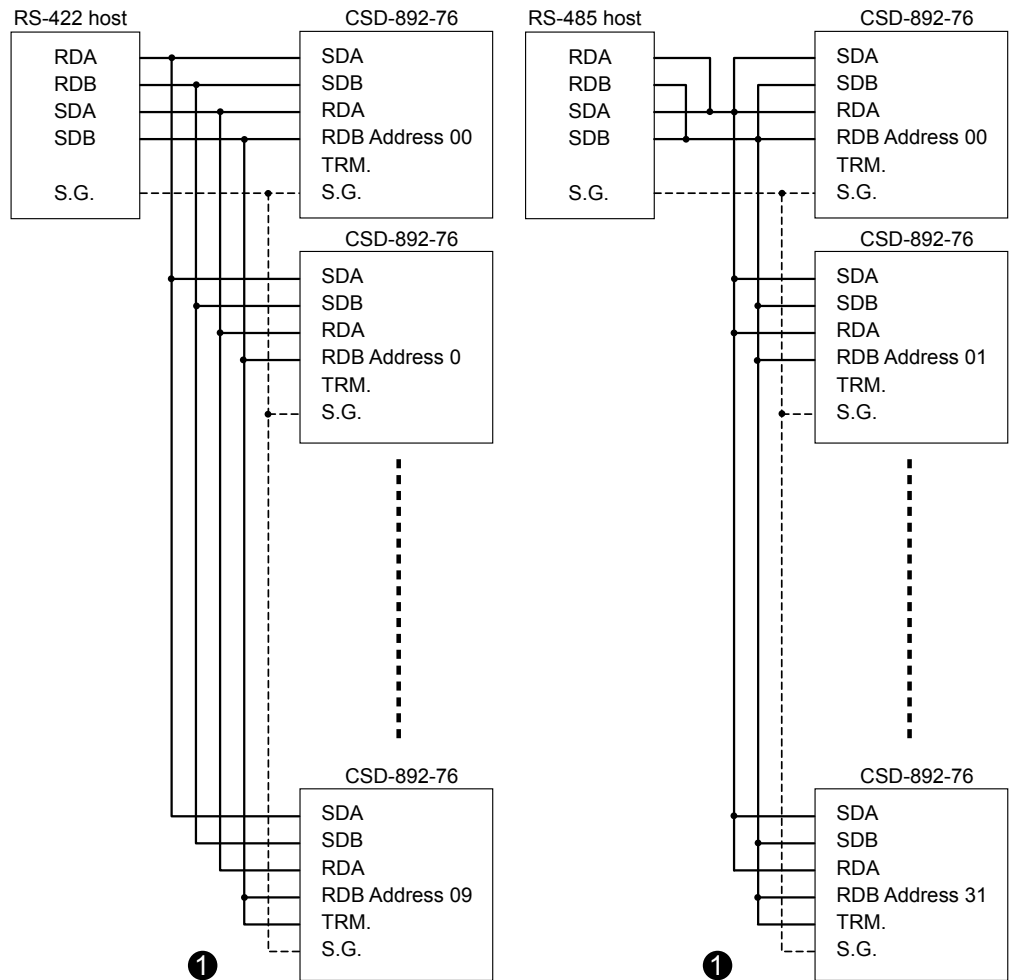 RS-422 host
RDA
RDB
SDA
SDB
S.G.
CSD-892-76
SDA
SDB
RDA
RDB Address 00
TRM.
S.G.
CSD-892-76
SDA
SDB
RDA
RDB Address 0
TRM.
S.G.
CSD-892-76
SDA
SDB
RDA
RDB Address 09
TRM.
S.G.
1
RS-485 host
RDA
RDB
SDA
SDB
S.G.
CSD-892-76
SDA
SDB
RDA
RDB Address 00
TRM.
S.G.
CSD-892-76
SDA
SDB
RDA
RDB Address 01
TRM.
S.G.
CSD-892-76
SDA
SDB
RDA
RDB Address 31
TRM.
S.G.
1